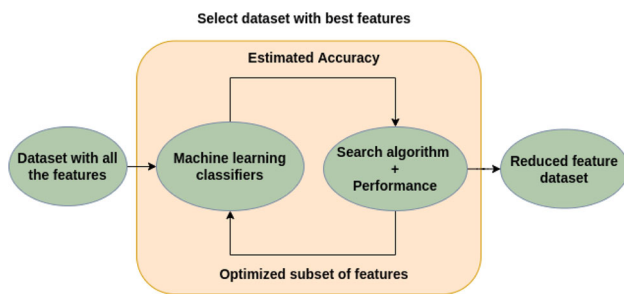 Select dataset with best features
Estimated Accuracy
Dataset with all
the features
Machine learning
classifiers
Search algorithm
+
Performance
Reduced feature
dataset
Optimized subset of features